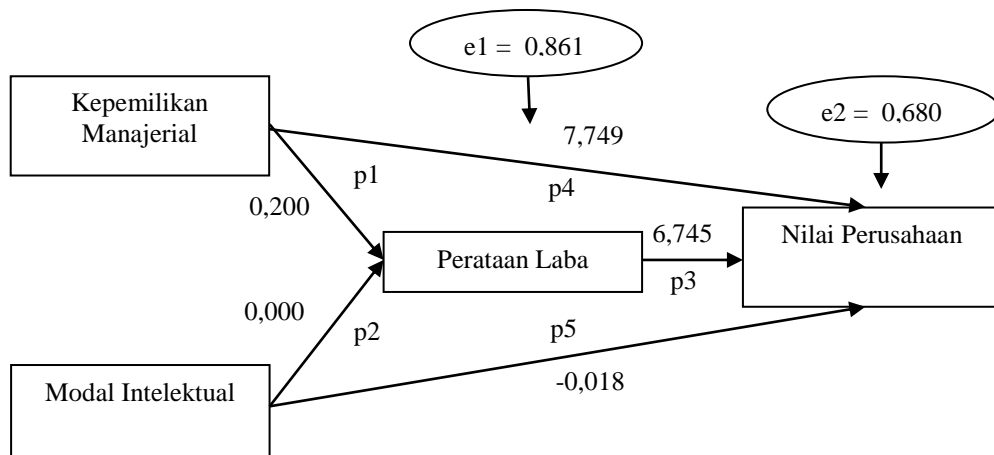 e1 = 0,861
Kepemilikan
Manajerial
e2 = 0,680
7,749
p1
p4
0,200
6,745
Nilai Perusahaan
Perataan Laba
p3
0,000
p2
p5
-0,018
Modal Intelektual